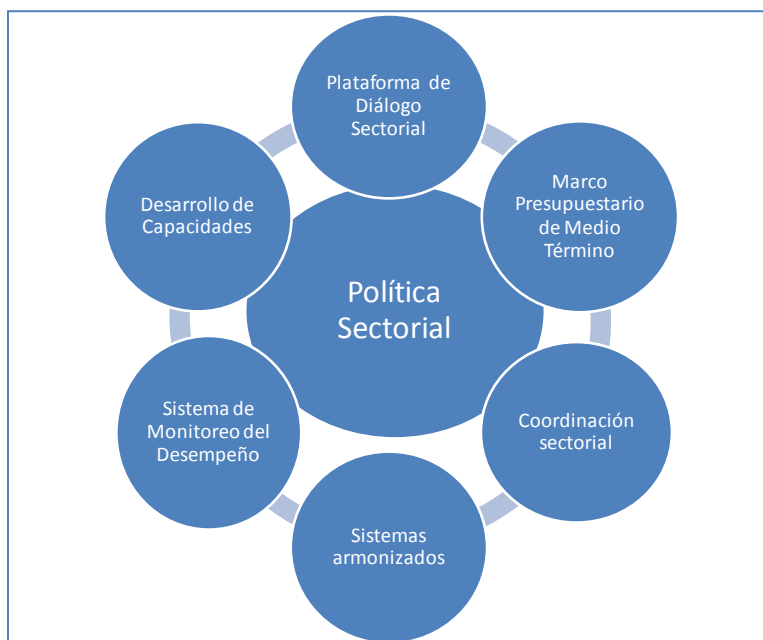 Plataforma de
Diálogo
Sectorial
Marco
Presupuestario
de Medio
Término
Coordinación
sectorial
Sistemas
armonizados
Sistema de
Monitoreo del
Desempeño
Desarrollo de
Capacidades
Política
Sectorial